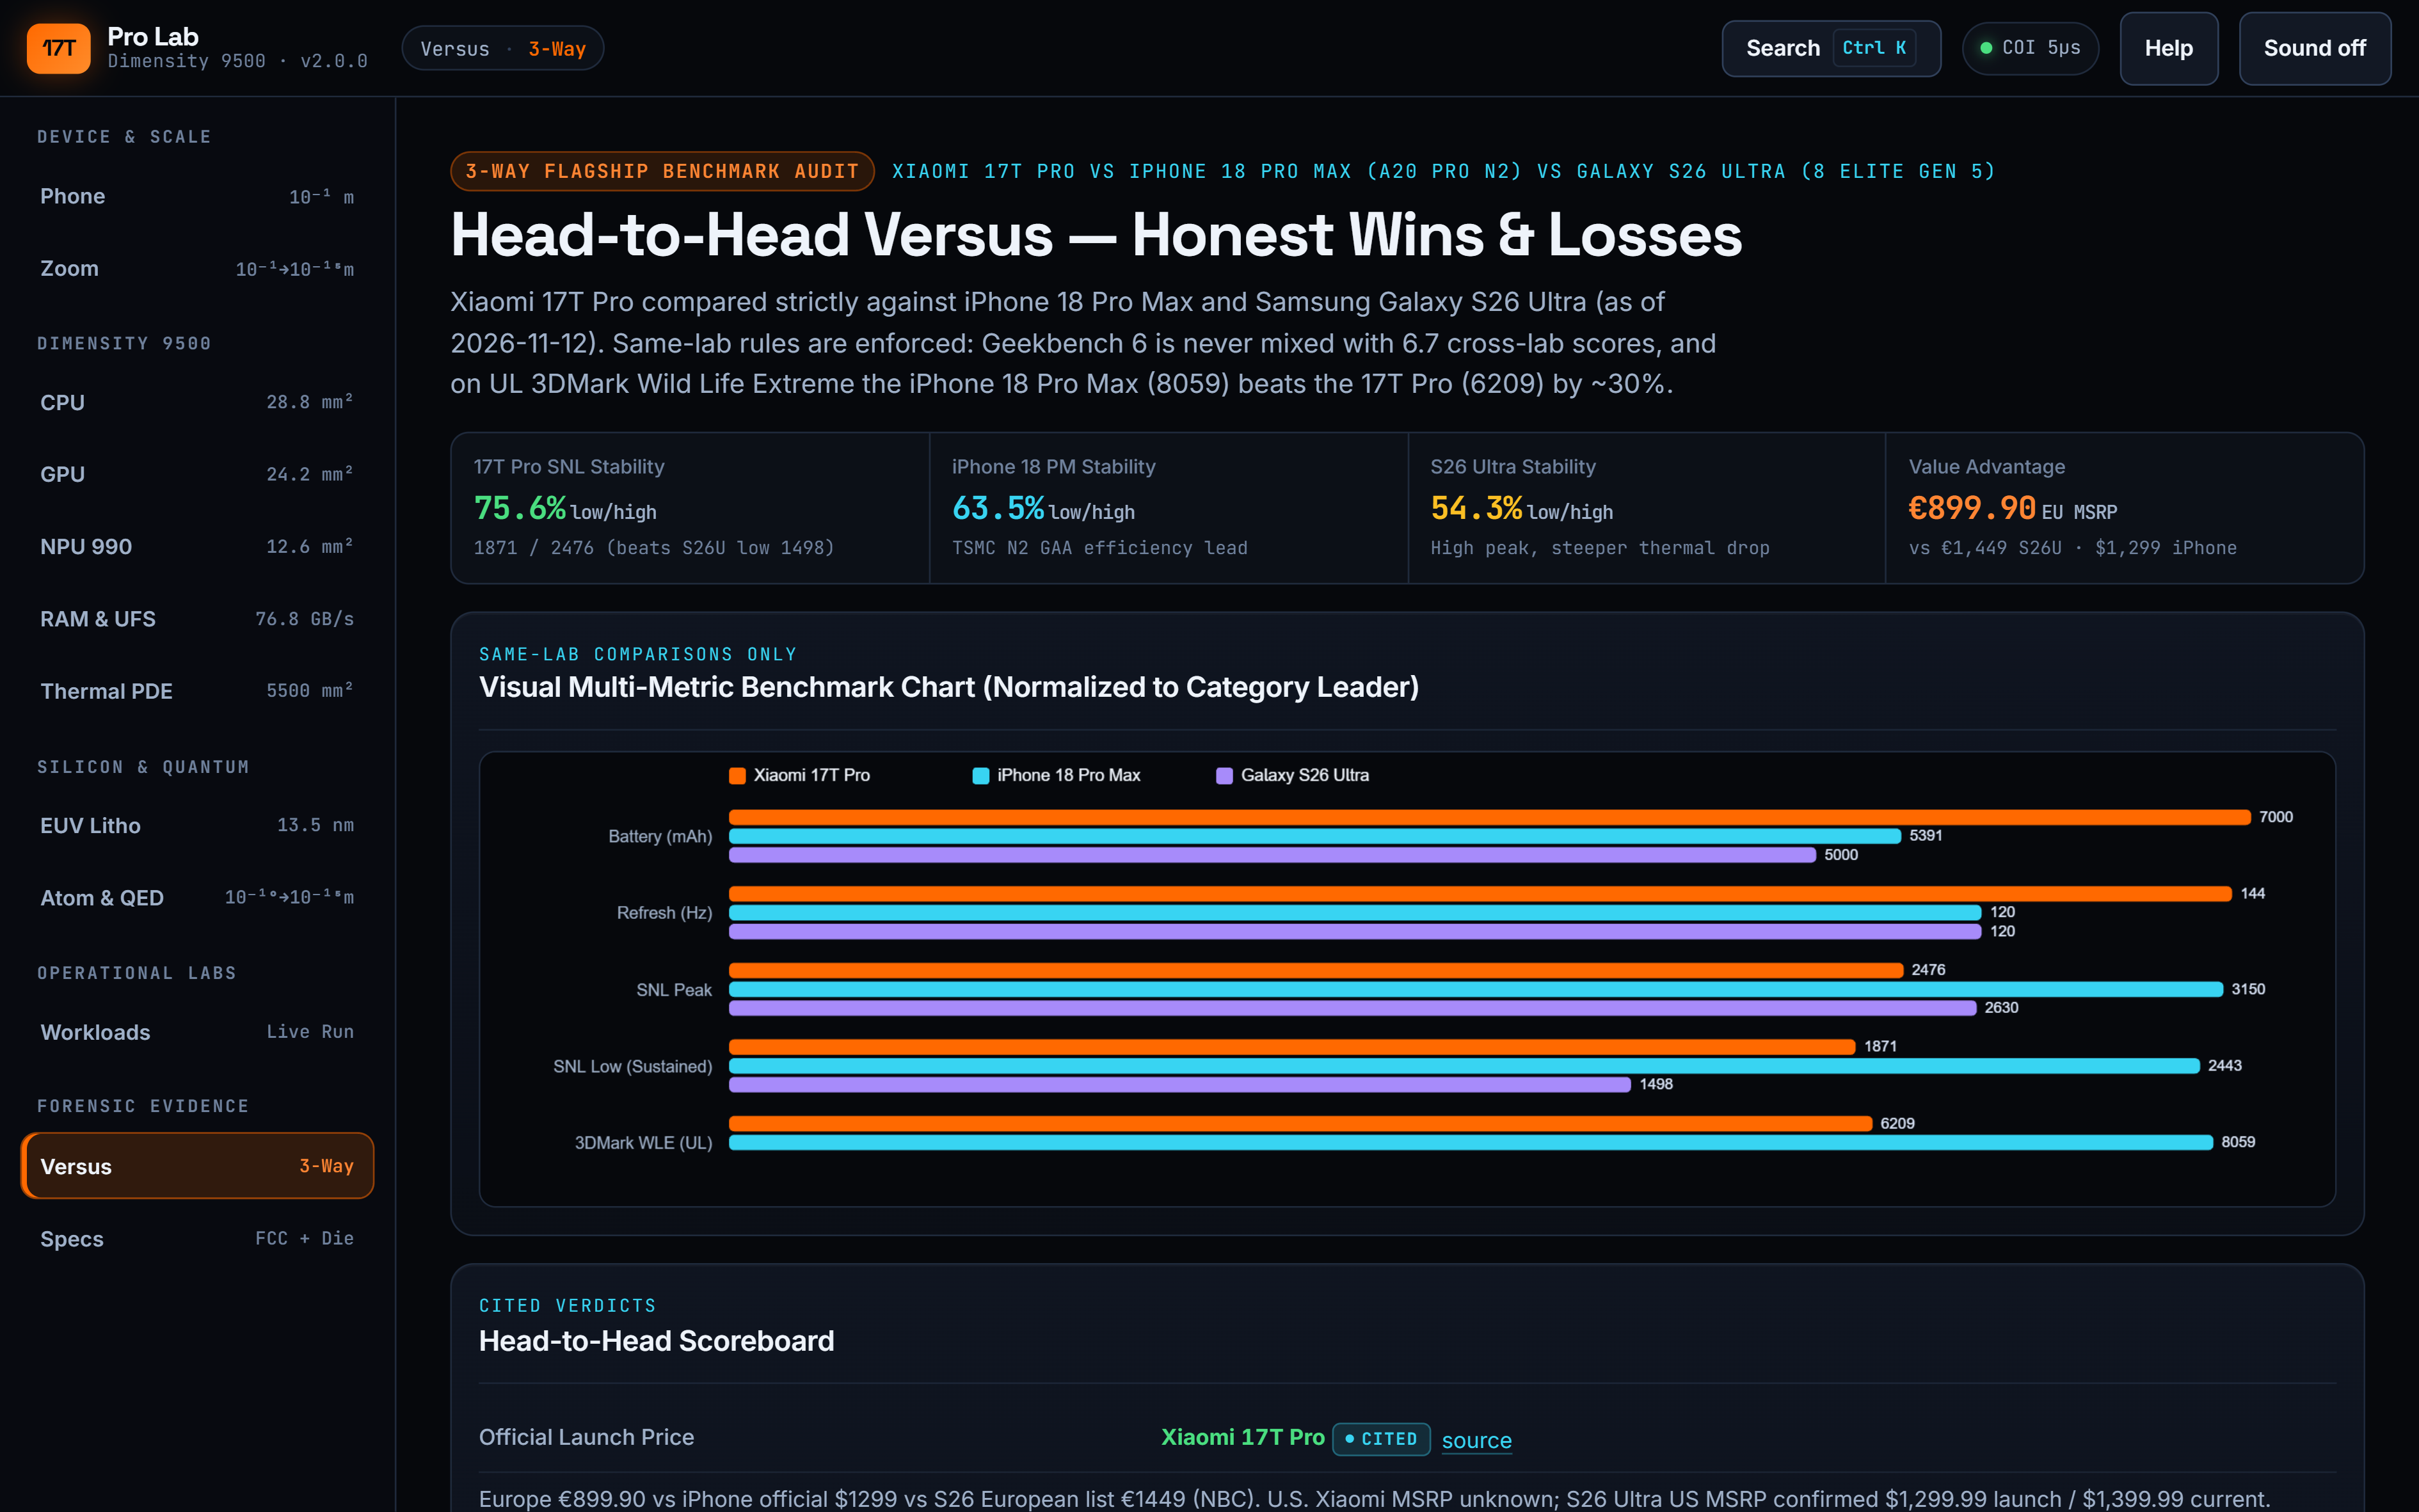 17T
Pro Lab
Dimensity 9500 · v2.0.0
Versus · 3-Way
Search Ctrl K
COI 5µs
Help
Sound off
DEVICE & SCALE
Phone 10⁻¹ m
Zoom 10⁻¹→10⁻¹⁵m
DIMENSITY 9500
CPU 28.8 mm²
GPU 24.2 mm²
NPU 990 12.6 mm²
RAM & UFS 76.8 GB/s
Thermal PDE 5500 mm²
SILICON & QUANTUM
EUV Litho 13.5 nm
Atom & QED 10⁻¹⁰→10⁻¹⁵m
OPERATIONAL LABS
Workloads Live Run
FORENSIC EVIDENCE
Versus 3-Way
Specs FCC + Die
3-WAY FLAGSHIP BENCHMARK AUDIT XIAOMI 17T PRO VS IPHONE 18 PRO MAX (A20 PRO N2) VS GALAXY S26 ULTRA (8 ELITE GEN 5)
Head-to-Head Versus — Honest Wins & Losses
Xiaomi 17T Pro compared strictly against iPhone 18 Pro Max and Samsung Galaxy S26 Ultra (as of
2026-11-12). Same-lab rules are enforced: Geekbench 6 is never mixed with 6.7 cross-lab scores, and
on UL 3DMark Wild Life Extreme the iPhone 18 Pro Max (8059) beats the 17T Pro (6209) by ~30%.
17T Pro SNL Stability
75.6% low/high
1871 / 2476 (beats S26U low 1498)
iPhone 18 PM Stability
63.5% low/high
TSMC N2 GAA efficiency lead
S26 Ultra Stability
54.3% low/high
High peak, steeper thermal drop
Value Advantage
€899.90 EU MSRP
vs €1,449 S26U · $1,299 iPhone
SAME-LAB COMPARISONS ONLY
Visual Multi-Metric Benchmark Chart (Normalized to Category Leader)
Xiaomi 17T Pro iPhone 18 Pro Max Galaxy S26 Ultra
Battery (mAh)
7000
5391
5000
Refresh (Hz)
144
120
120
SNL Peak
2476
3150
2630
SNL Low (Sustained)
1871
2443
1498
3DMark WLE (UL)
6209
8059
CITED VERDICTS
Head-to-Head Scoreboard
Official Launch Price Xiaomi 17T Pro CITED source
Europe €899.90 vs iPhone official $1299 vs S26 European list €1449 (NBC). U.S. Xiaomi MSRP unknown; S26 Ultra US MSRP confirmed $1,299.99 launch / $1,399.99 current.